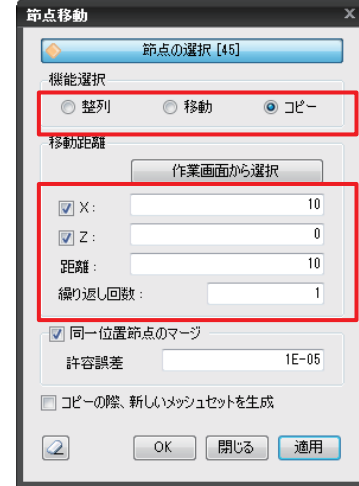 節点移動 x
節点の選択 [45]
機能選択
整列 移動 コピー
移動距離
作業画面から選択
X : 10
Z : 0
距離 : 10
繰り返し回数 : 1
同一位置節点のマージ
許容誤差 1E-05
コピーの際、新しいメッシュセットを生成
OK 閉じる 適用